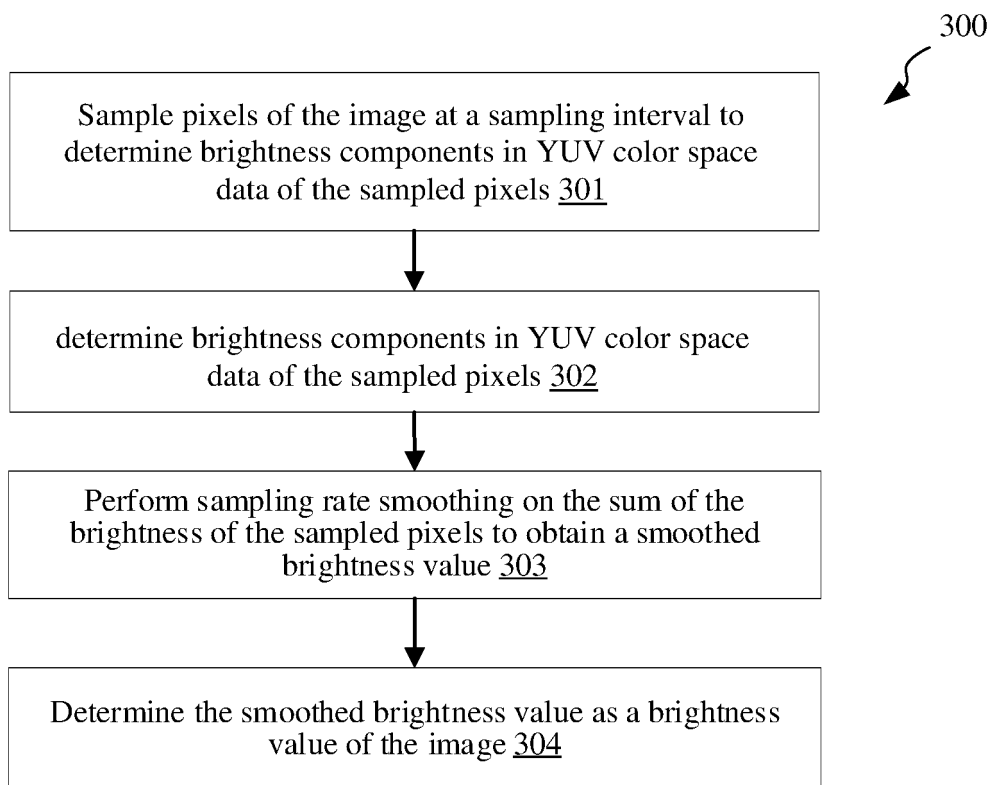 300
Sample pixels of the image at a sampling interval to
determine brightness components in YUV color space
data of the sampled pixels 301
determine brightness components in YUV color space
data of the sampled pixels 302
Perform sampling rate smoothing on the sum of the
brightness of the sampled pixels to obtain a smoothed
brightness value 303
Determine the smoothed brightness value as a brightness
value of the image 304